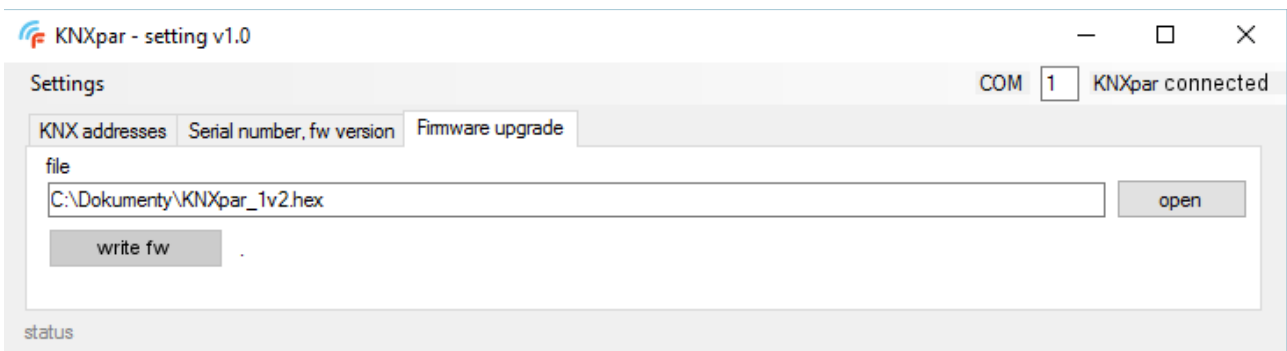 KNXpar - setting v1.0
Settings COM 1 KNXpar connected
KNX addresses Serial number, fw version Firmware upgrade
file
C:\Dokumenty\KNXpar_1v2.hex open
write fw .
status